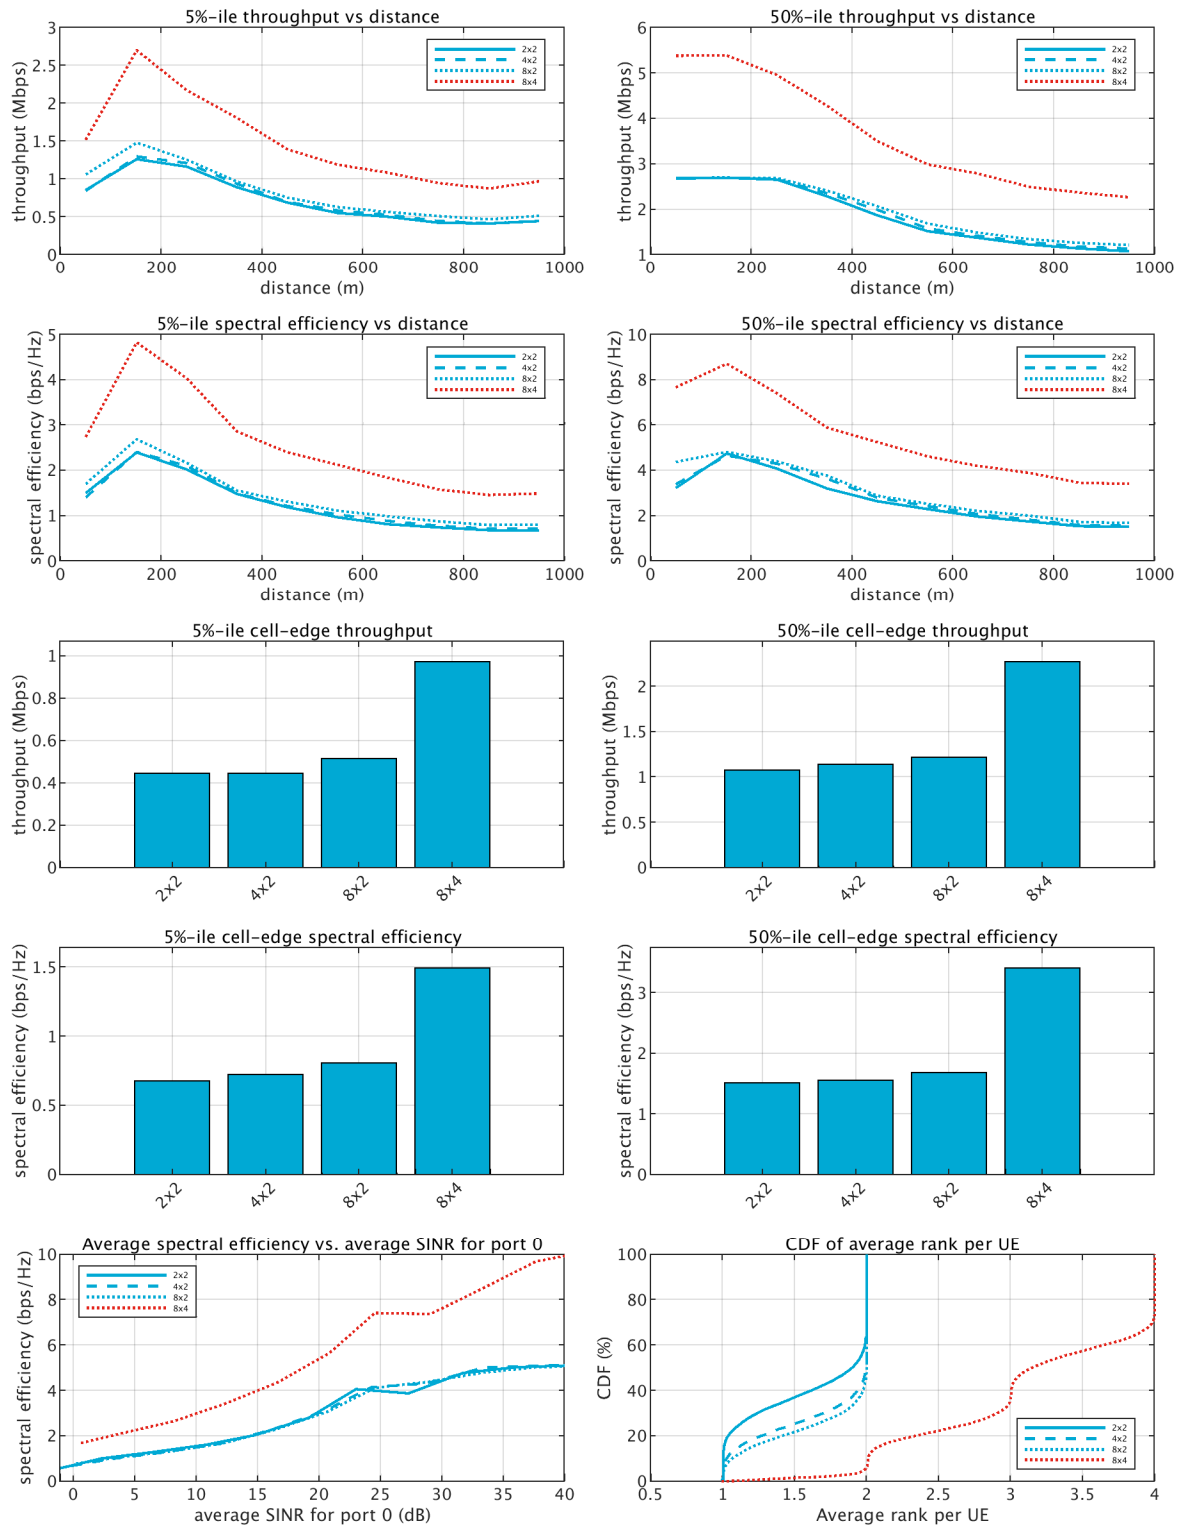 5%-ile throughput vs distance
throughput (Mbps)
3
2.5
2
1.5
1
0.5
0
0 200 400 600 800 1000
distance (m)
2x2
4x2
8x2
8x4
50%-ile throughput vs distance
throughput (Mbps)
6
5
4
3
2
1
0 200 400 600 800 1000
distance (m)
2x2
4x2
8x2
8x4
5%-ile spectral efficiency vs distance
spectral efficiency (bps/Hz)
5
4
3
2
1
0
0 200 400 600 800 1000
distance (m)
2x2
4x2
8x2
8x4
50%-ile spectral efficiency vs distance
spectral efficiency (bps/Hz)
10
8
6
4
2
0
0 200 400 600 800 1000
distance (m)
2x2
4x2
8x2
8x4
5%-ile cell-edge throughput
throughput (Mbps)
1
0.8
0.6
0.4
0.2
0
2x2 4x2 8x2 8x4
50%-ile cell-edge throughput
throughput (Mbps)
2
1.5
1
0.5
0
2x2 4x2 8x2 8x4
5%-ile cell-edge spectral efficiency
spectral efficiency (bps/Hz)
1.5
1
0.5
0
2x2 4x2 8x2 8x4
50%-ile cell-edge spectral efficiency
spectral efficiency (bps/Hz)
3
2
1
0
2x2 4x2 8x2 8x4
Average spectral efficiency vs. average SINR for port 0
spectral efficiency (bps/Hz)
10
8
6
4
2
0
0 5 10 15 20 25 30 35 40
average SINR for port 0 (dB)
2x2
4x2
8x2
8x4
CDF of average rank per UE
CDF (%)
100
80
60
40
20
0
0.5 1 1.5 2 2.5 3 3.5 4
Average rank per UE
2x2
4x2
8x2
8x4